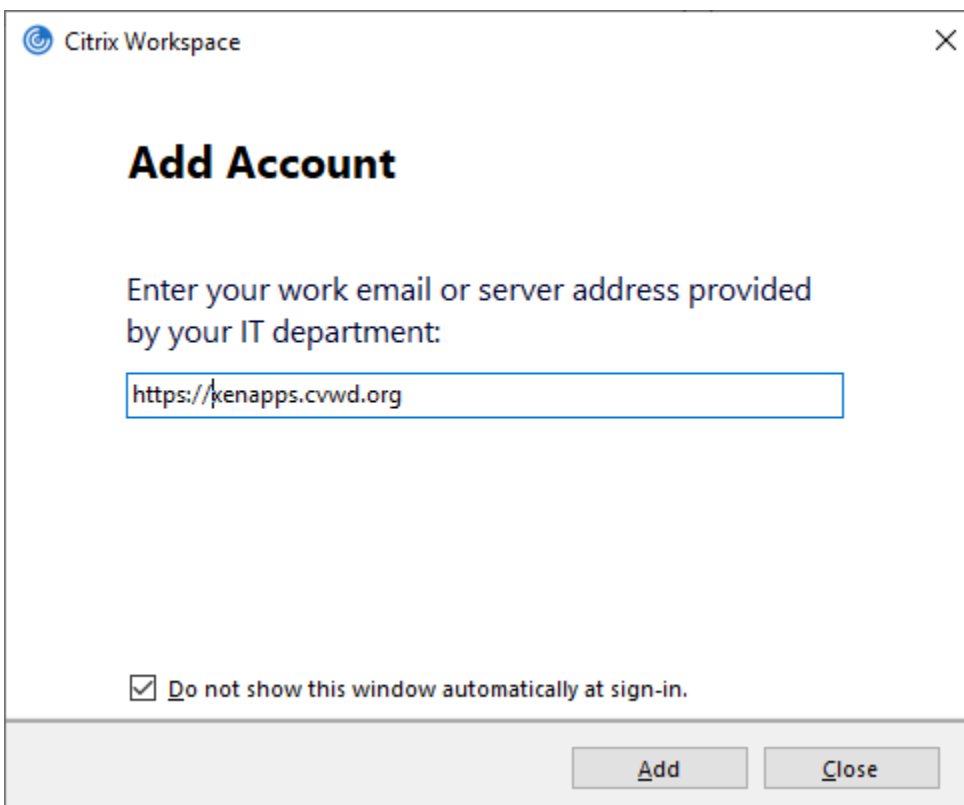 Citrix Workspace
Add Account
Enter your work email or server address provided
by your IT department:
https://xenapps.cvwd.org
Do not show this window automatically at sign-in.
Add
Close